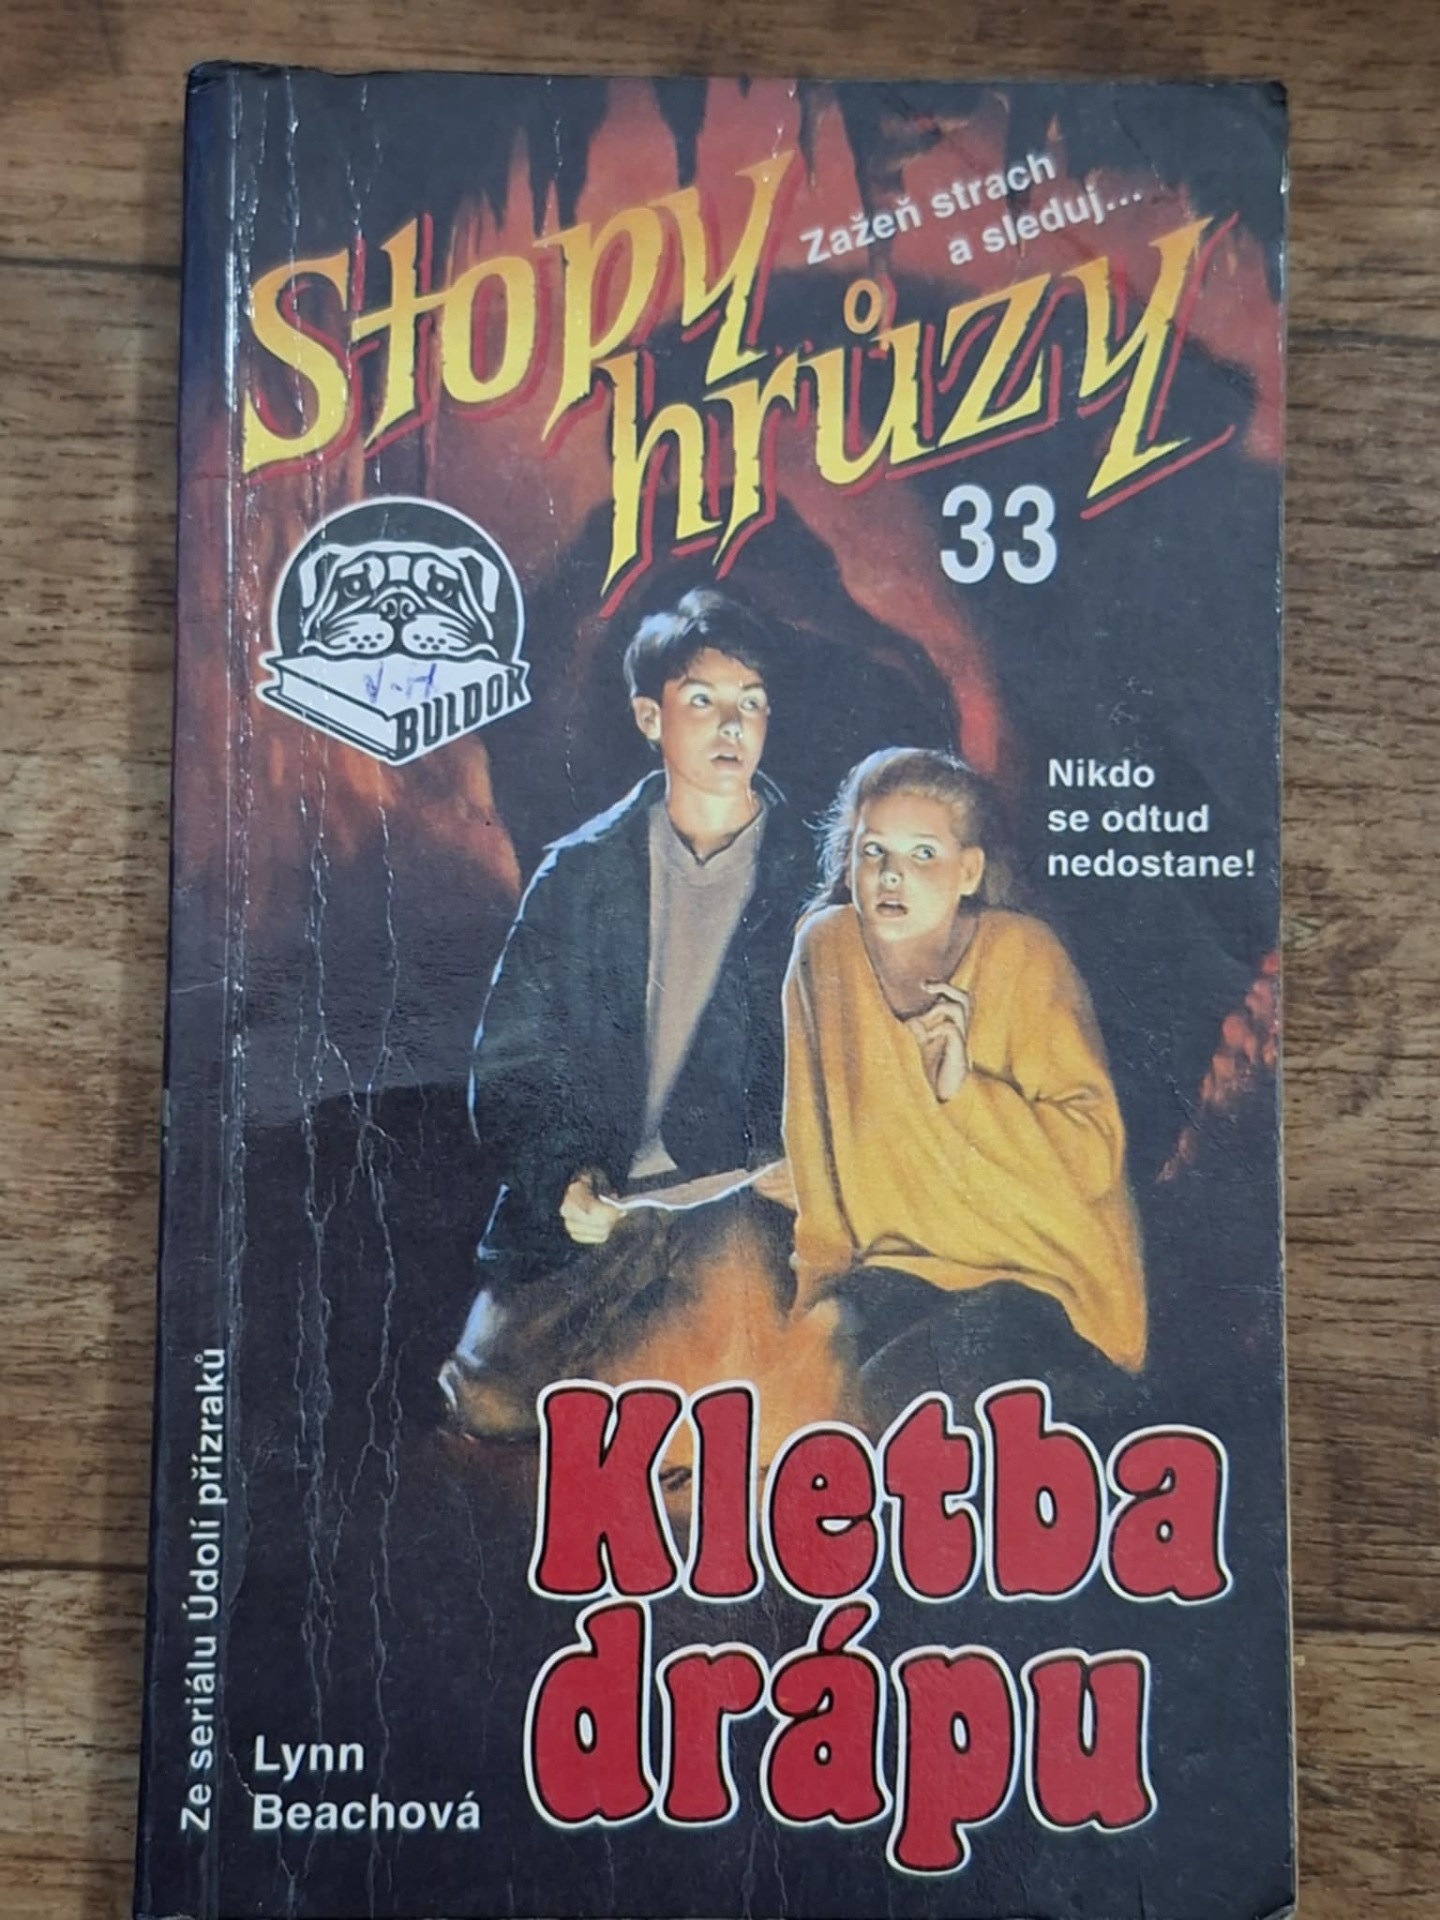 Zažeň strach
a sleduj...
Stopy
hrůzy
33
V-H
BULDOK
Nikdo
se odtud
nedostane!
Kletba
drápu
Lynn
Beachová
Ze seriálu Údolí přízraků